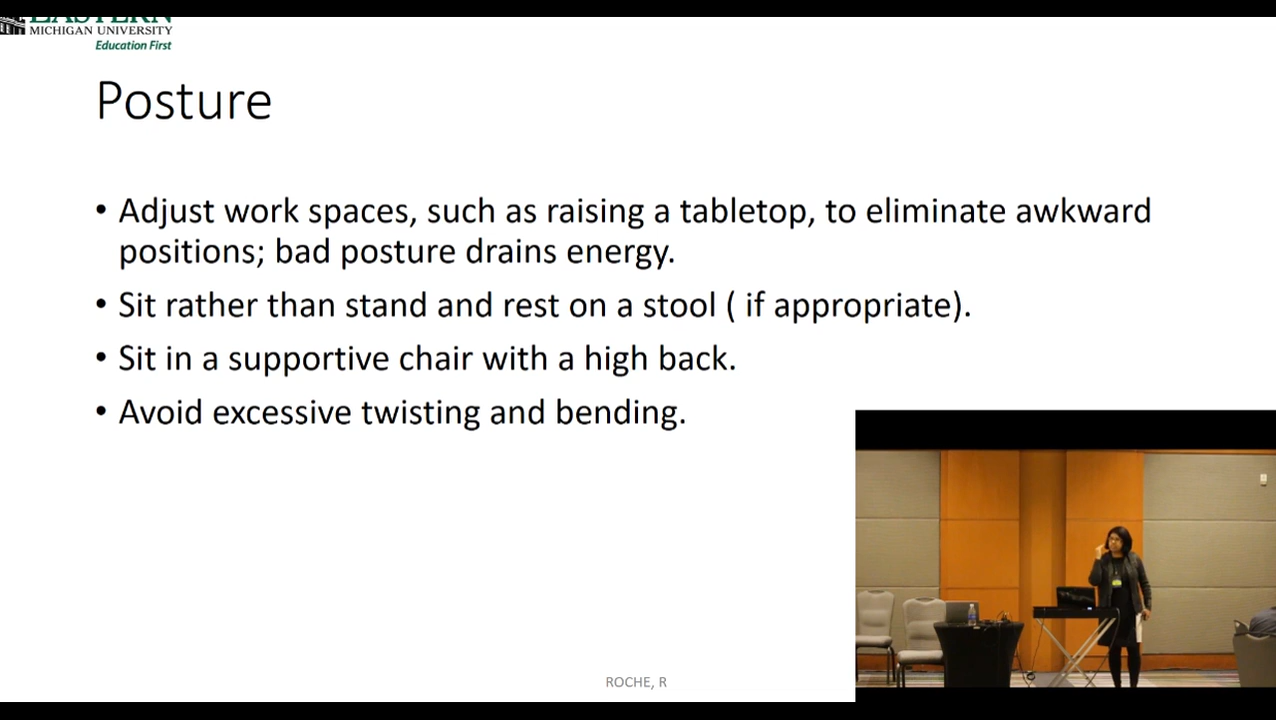 EASTERN
MICHIGAN UNIVERSITY
Education First
Posture
• Adjust work spaces, such as raising a tabletop, to eliminate awkward
positions; bad posture drains energy.
• Sit rather than stand and rest on a stool ( if appropriate).
• Sit in a supportive chair with a high back.
• Avoid excessive twisting and bending.
ROCHE, R